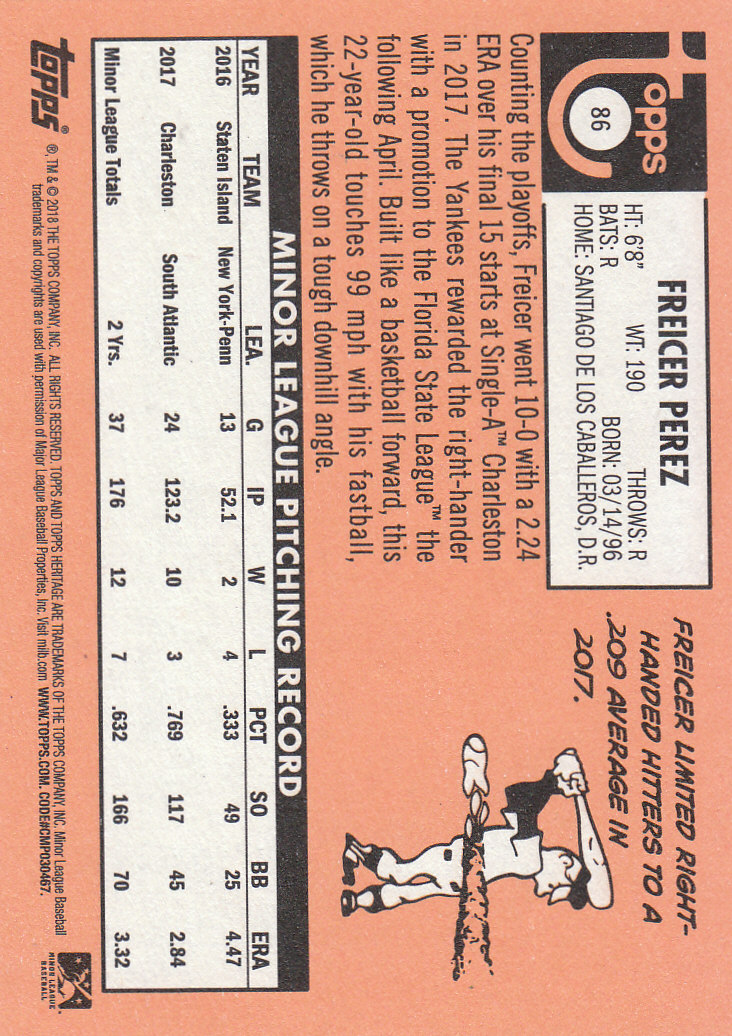 topps
86
FREICER PEREZ
HT: 6'8" WT: 190 THROWS: R
BATS: R BORN: 03/14/96
HOME: SANTIAGO DE LOS CABALLEROS, D.R.
FREICER LIMITED RIGHT-
HANDED HITTERS TO A
.209 AVERAGE IN
2017.
Counting the playoffs, Freicer went 10-0 with a 2.24
ERA over his final 15 starts at Single-A™ Charleston
in 2017. The Yankees rewarded the right-hander
with a promotion to the Florida State League™ the
following April. Built like a basketball forward, this
22-year-old touches 99 mph with his fastball,
which he throws on a tough downhill angle.
MINOR LEAGUE PITCHING RECORD
YEAR TEAM LEA. G IP W L PCT SO BB ERA
2016 Staten Island New York-Penn 13 52.1 2 4 .333 49 25 4.47
2017 Charleston South Atlantic 24 123.2 10 3 .769 117 45 2.84
Minor League Totals 2 Yrs. 37 176 12 7 .632 166 70 3.32
topps®
®, TM & © 2018 THE TOPPS COMPANY, INC. ALL RIGHTS RESERVED. TOPPS AND TOPPS HERITAGE ARE TRADEMARKS OF THE TOPPS COMPANY, INC. Minor League Baseball
trademarks and copyrights are used with permission of Major League Baseball Properties, Inc. Visit milb.com WWW.TOPPS.COM. CODE#CMP030467.
MINOR LEAGUE
BASEBALL